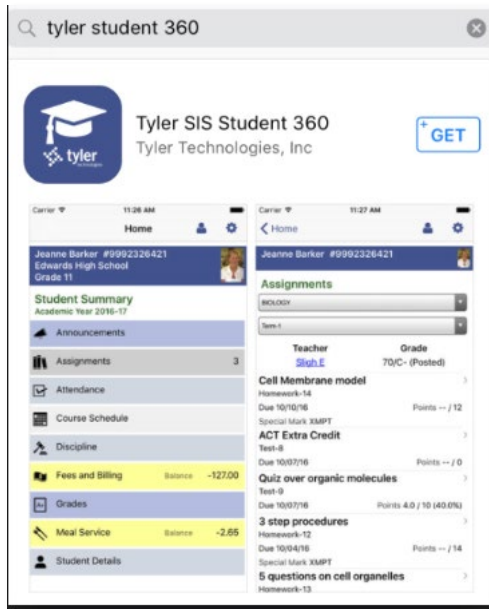 tyler student 360
tyler
technologies
Tyler SIS Student 360
Tyler Technologies, Inc
+GET
Carrier 11:26 AM
Home
Jeanne Barker #9992326421
Edwards High School
Grade 11
Student Summary
Academic Year 2016-17
Announcements
Assignments 3
Attendance
Course Schedule
Discipline
Fees and Billing Balance -127.00
Grades
Meal Service Balance -2.65
Student Details
Carrier 11:27 AM
Home
Jeanne Barker #9992326421
Assignments
BIOLOGY
Term-1
Teacher Grade
Sligh E 70/C- (Posted)
Cell Membrane model
Homework-14
Due 10/10/16 Points -- / 12
Special Mark XMPT
ACT Extra Credit
Test-8
Due 10/07/16 Points -- / 0
Quiz over organic molecules
Test-9
Due 10/07/16 Points 4.0 / 10 (40.0%)
3 step procedures
Homework-12
Due 10/04/16 Points -- / 14
Special Mark XMPT
5 questions on cell organelles
Homework-13